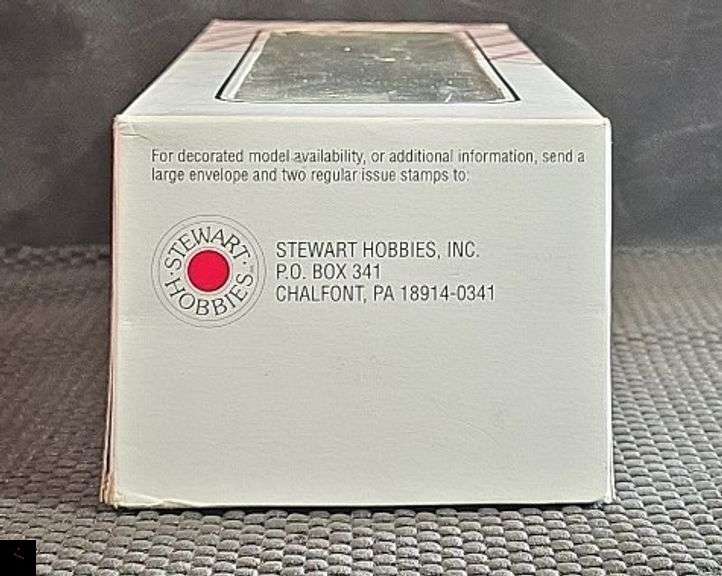 For decorated model availability, or additional information, send a
large envelope and two regular issue stamps to:
STEWART
HOBBIES
STEWART HOBBIES, INC.
P.O. BOX 341
CHALFONT, PA 18914-0341